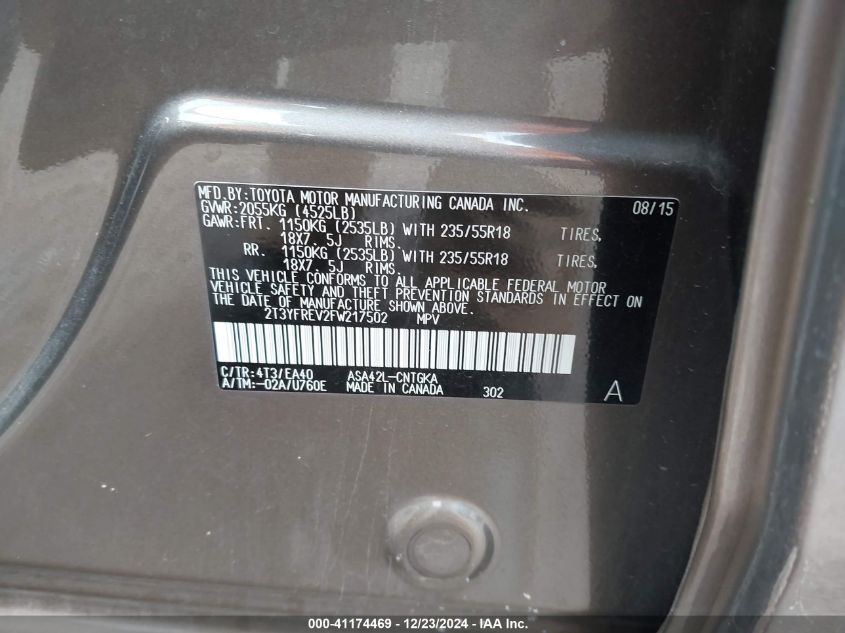 MFD.BY:TOYOTA MOTOR MANUFACTURING CANADA INC. 08/15
GVWR:2055KG (4525LB)
GAWR:FRT. 1150KG (2535LB) WITH 235/55R18 TIRES,
18X7. 5J RIMS.
RR. 1150KG (2535LB) WITH 235/55R18 TIRES,
18X7. 5J RIMS.
THIS VEHICLE CONFORMS TO ALL APPLICABLE FEDERAL MOTOR
VEHICLE SAFETY AND THEFT PREVENTION STANDARDS IN EFFECT ON
THE DATE OF MANUFACTURE SHOWN ABOVE.
2T3YFREV2FW217502 MPV
C/TR:4T3/EA40 ASA42L-CNTGKA
A/TM:-02A/U760E MADE IN CANADA 302 A
000-41174469 - 12/23/2024 - IAA Inc.